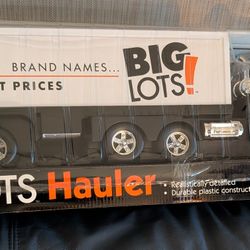 BRAND NAMES...
T PRICES
BIG
LOTS!
OTS Hauler
• Realistically detailed
• Durable plastic construct